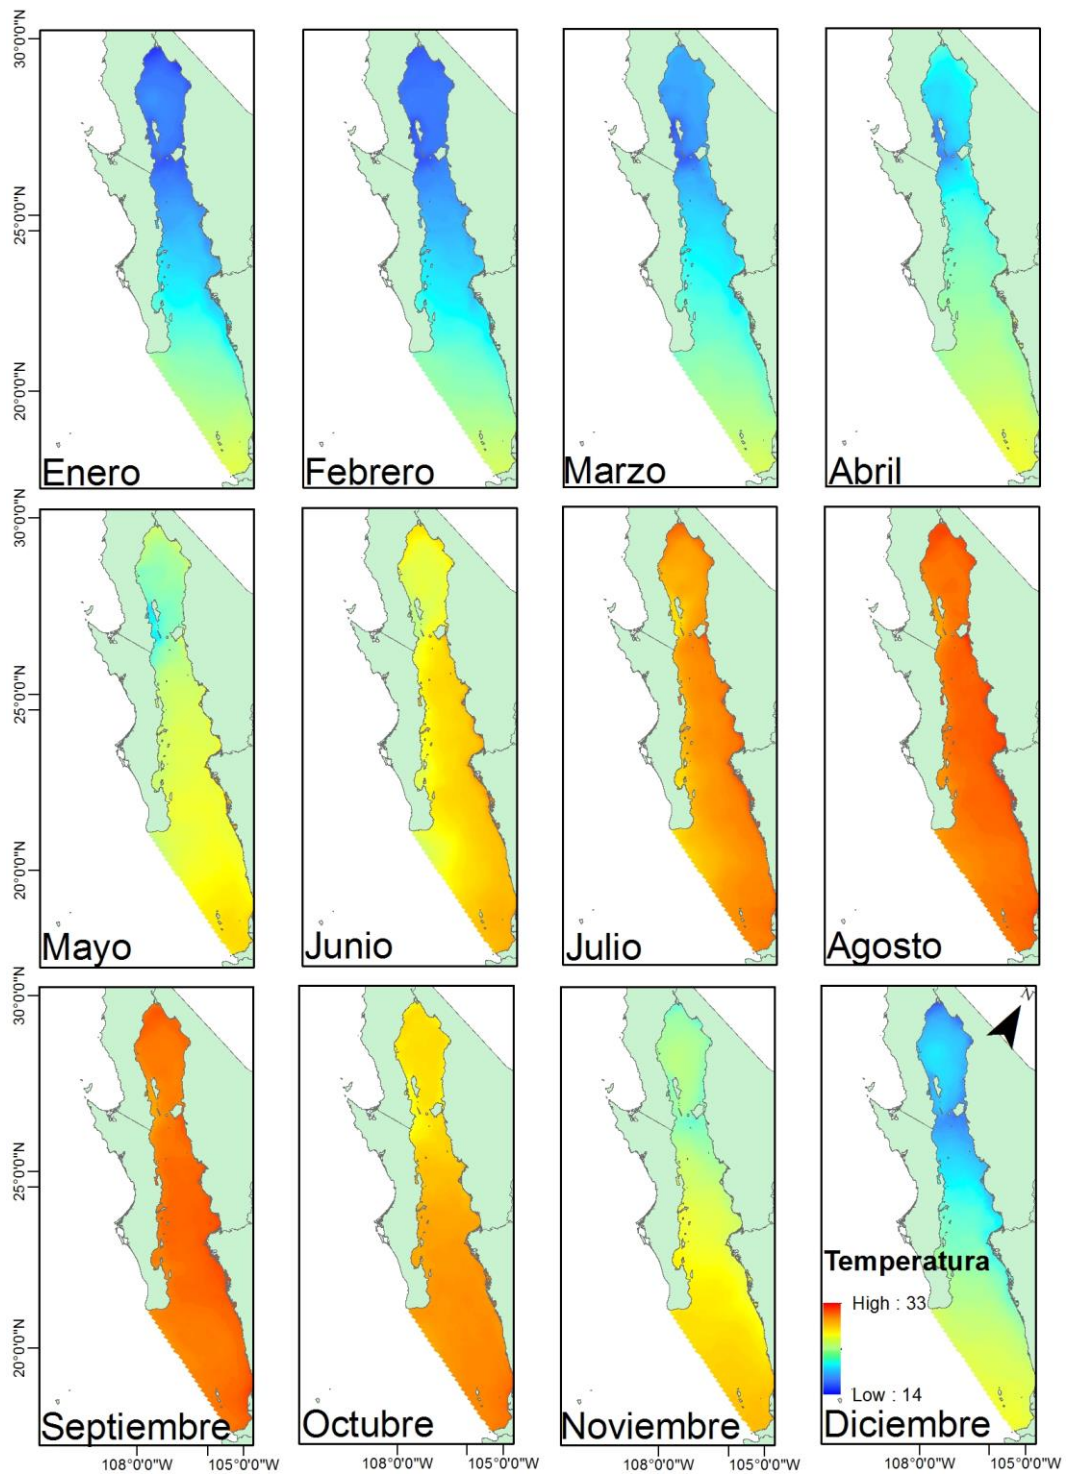 30°0'0"N
25°0'0"N
20°0'0"N
Enero
Febrero
Marzo
Abril
30°0'0"N
25°0'0"N
20°0'0"N
Mayo
Junio
Julio
Agosto
30°0'0"N
25°0'0"N
20°0'0"N
N
Temperatura
High : 33
Low : 14
Septiembre
Octubre
Noviembre
Diciembre
108°0'0"W
105°0'0"W
108°0'0"W
105°0'0"W
108°0'0"W
105°0'0"W
108°0'0"W
105°0'0"W